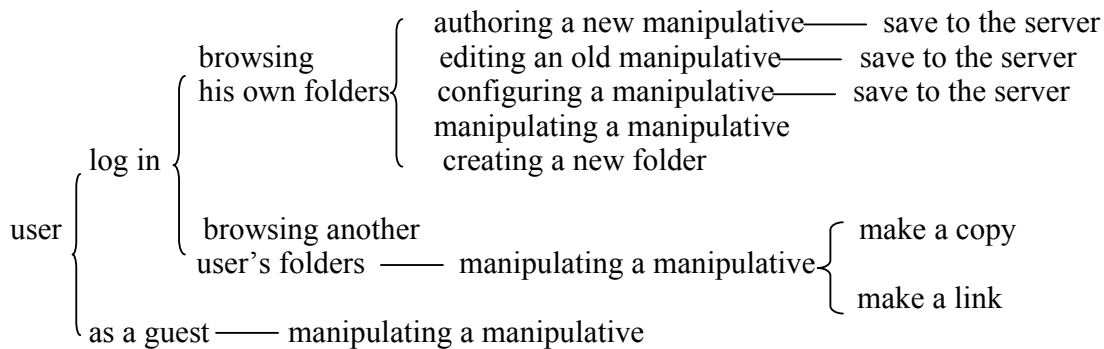 authoring a new manipulative save to the server
browsing editing an old manipulative save to the server
his own folders configuring a manipulative save to the server
manipulating a manipulative
log in creating a new folder
user browsing another make a copy
user's folders manipulating a manipulative
make a link
as a guest manipulating a manipulative